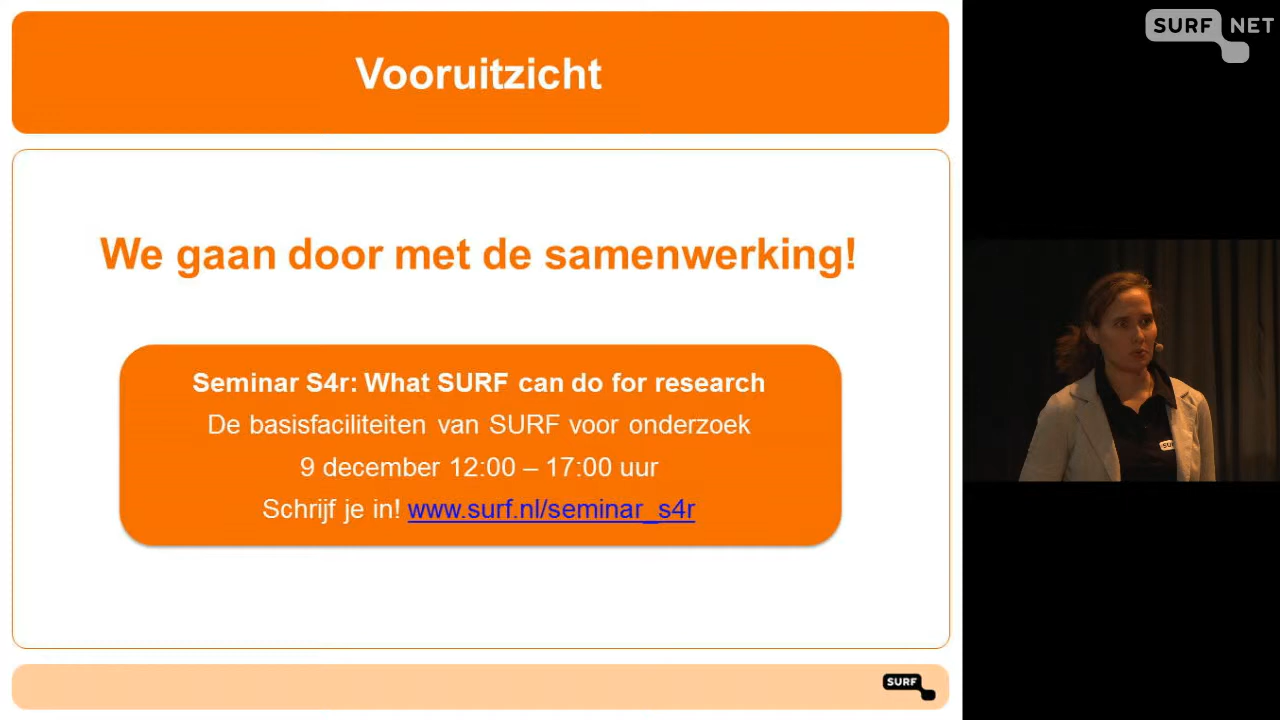 Vooruitzicht
SURF NET
We gaan door met de samenwerking!
Seminar S4r: What SURF can do for research
De basisfaciliteiten van SURF voor onderzoek
9 december 12:00 – 17:00 uur
Schrijf je in! www.surf.nl/seminar_s4r
SURF